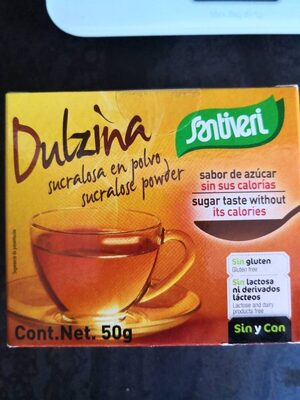 Dulzina
sucralosa en polvo
sucralose powder
Santiveri
sabor de azúcar
sin sus calorías
sugar taste without
its calories
Sin gluten
Gluten free
Sin lactosa
ni derivados
lácteos
Lactose and dairy
products free
Sin y Con
Cont.Net. 50g